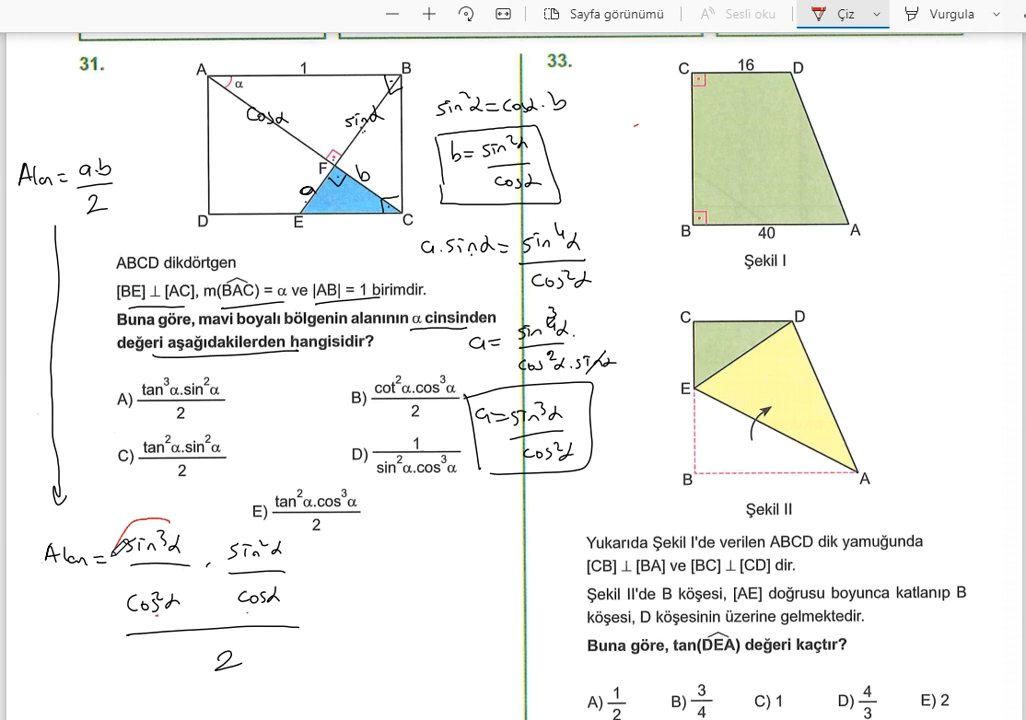 Sayfa görünümü
Sesli oku
Çiz
Vurgula
31.
A
1
B
α
cosα
sinα
F
a
b
D
E
C
Alan = a.b / 2
sin²α = cosα . b
b = sin²α / cosα
a . sinα = sin⁴α / cos²α
a = sin⁴α 3 / cos²α . sinα
a = sin³α / cos²α
ABCD dikdörtgen
[BE] ⊥ [AC], m(BAC) = α ve |AB| = 1 birimdir.
Buna göre, mavi boyalı bölgenin alanının α cinsinden
değeri aşağıdakilerden hangisidir?
A) tan³α.sin²α / 2
B) cot²α.cos³α / 2
C) tan²α.sin²α / 2
D) 1 / sin²α.cos³α
E) tan²α.cos³α / 2
Alan = sin³α / cos²α . sin²α / cosα
2
33.
C
16
D
B
40
A
Şekil I
C
D
E
B
A
Şekil II
Yukarıda Şekil I'de verilen ABCD dik yamuğunda
[CB] ⊥ [BA] ve [BC] ⊥ [CD] dir.
Şekil II'de B köşesi, [AE] doğrusu boyunca katlanıp B
köşesi, D köşesinin üzerine gelmektedir.
Buna göre, tan(DEA) değeri kaçtır?
A) 1/2
B) 3/4
C) 1
D) 4/3
E) 2